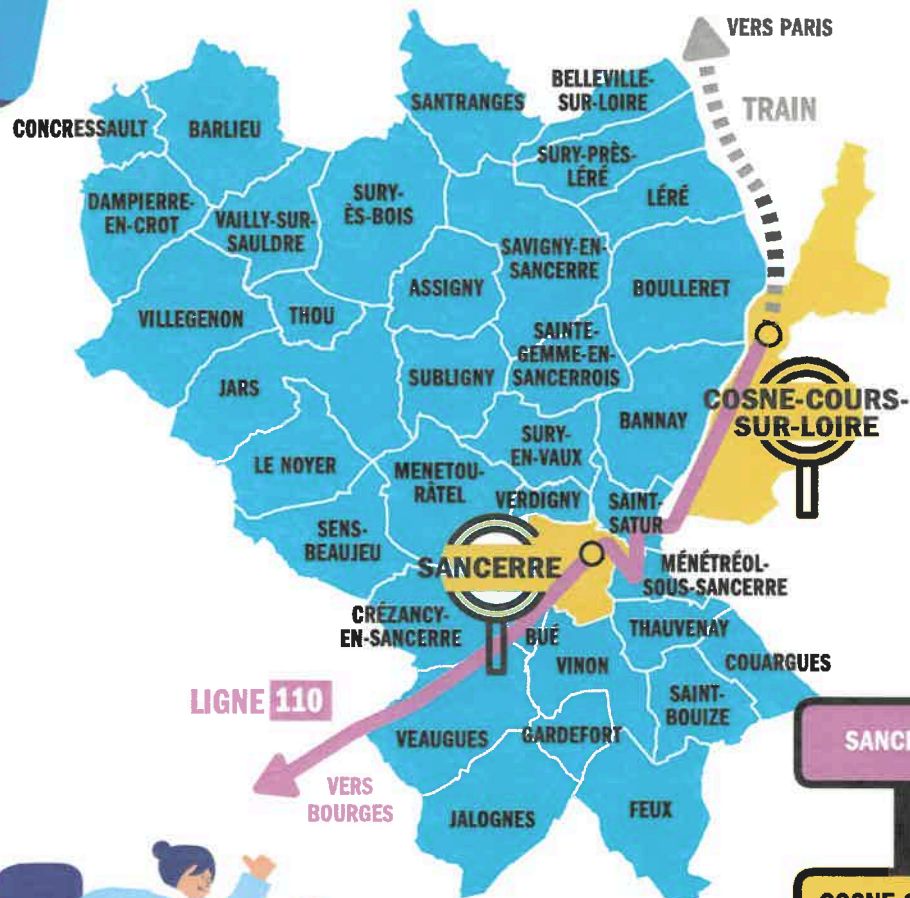 VERS PARIS
TRAIN
BELLEVILLE-
SUR-LOIRE
SANTRANGES
CONCRESSAULT
BARLIEU
SURY-PRÈS-
LÉRÉ
LÉRÉ
DAMPIERRE-
EN-CROT
VAILLY-SUR-
SAULDRE
SURY-
ÈS-BOIS
SAVIGNY-EN-
SANCERRE
ASSIGNY
BOULLERET
VILLEGENON
THOU
SAINTE-
GEMME-EN-
SANCERROIS
JARS
SUBLIGNY
BANNAY
COSNE-COURS-
SUR-LOIRE
SURY-
EN-VAUX
LE NOYER
MENETOU-
RÂTEL
VERDIGNY
SAINT-
SATUR
SENS-
BEAUJEU
SANCERRE
MÉNÉTRÉOL-
SOUS-SANCERRE
CRÉZANCY-
EN-SANCERRE
BUÉ
THAUVENAY
VINON
COUARGUES
SAINT-
BOUIZE
LIGNE 110
VEAUGUES
GARDEFORT
VERS
BOURGES
JALOGNES
FEUX
SANC